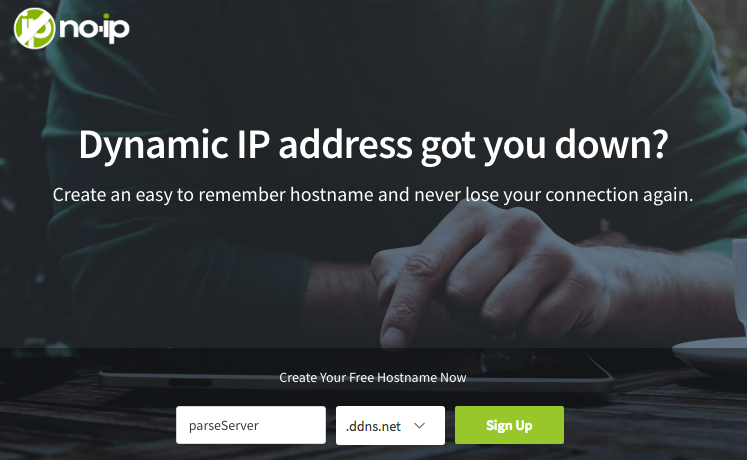 no-ip
Dynamic IP address got you down?
Create an easy to remember hostname and never lose your connection again.
Create Your Free Hostname Now
parseServer .ddns.net Sign Up